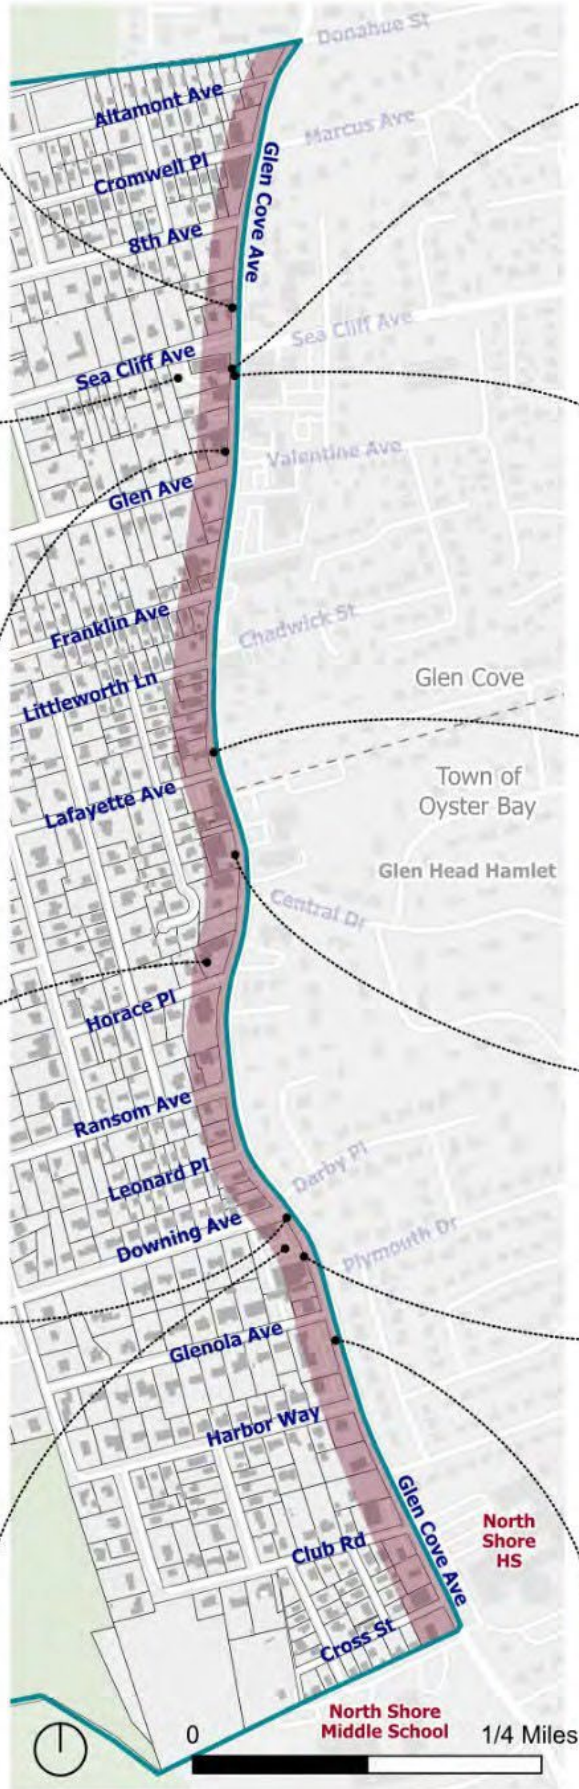 Donahue St
Altamont Ave
Marcus Ave
Cromwell Pl
Glen Cove Ave
8th Ave
Sea Cliff Ave
Sea Cliff Ave
Valentine Ave
Glen Ave
Franklin Ave
Chadwick St
Littleworth Ln
Glen Cove
Lafayette Ave
Town of
Oyster Bay
Glen Head Hamlet
Central Dr
Horace Pl
Ransom Ave
Leonard Pl
Darby Pl
Downing Ave
Plymouth Dr
Glenola Ave
Harbor Way
Glen Cove Ave
North
Shore
HS
Club Rd
Cross St
North Shore
Middle School
0
1/4 Miles